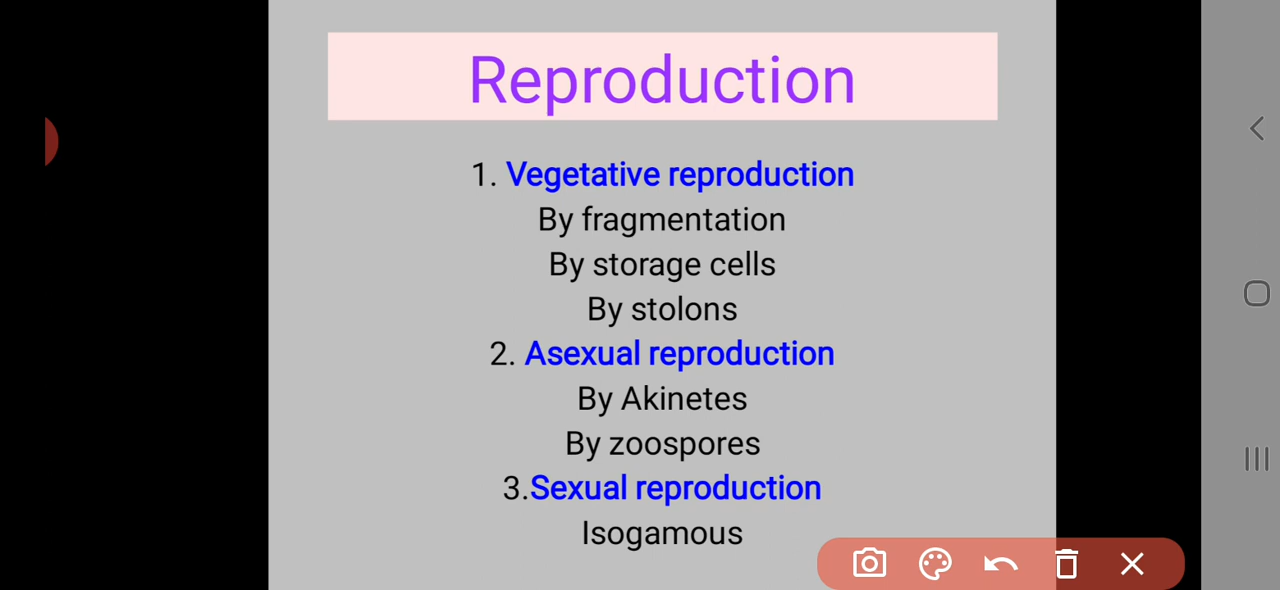 Reproduction
1. Vegetative reproduction
By fragmentation
By storage cells
By stolons
2. Asexual reproduction
By Akinetes
By zoospores
3.Sexual reproduction
Isogamous